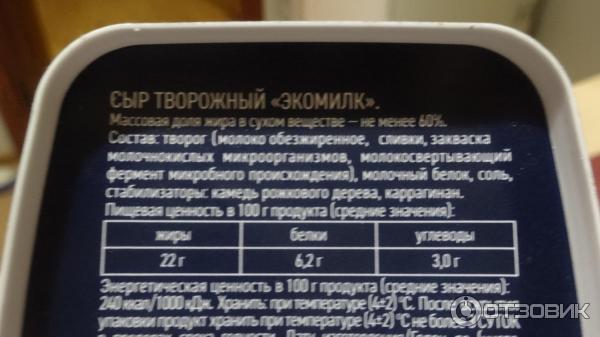 СЫР ТВОРОЖНЫЙ «ЭКОМИЛК».
Массовая доля жира в сухом веществе – не менее 60%.
Состав: творог (молоко обезжиренное, сливки, закваска
молочнокислых микроорганизмов, молокосвертывающий
фермент микробного происхождения), молочный белок, соль,
стабилизаторы: камедь рожкового дерева, каррагинан.
Пищевая ценность в 100 г продукта (средние значения):
жиры белки углеводы
22 г 6,2 г 3,0 г
Энергетическая ценность в 100 г продукта (средние значения):
240 ккал/1000 кДж. Хранить: при температуре (4±2) °С. После
упаковки продукт хранить при температуре (4±2) °С не более 3 СУТОК
ОТЗОВИК